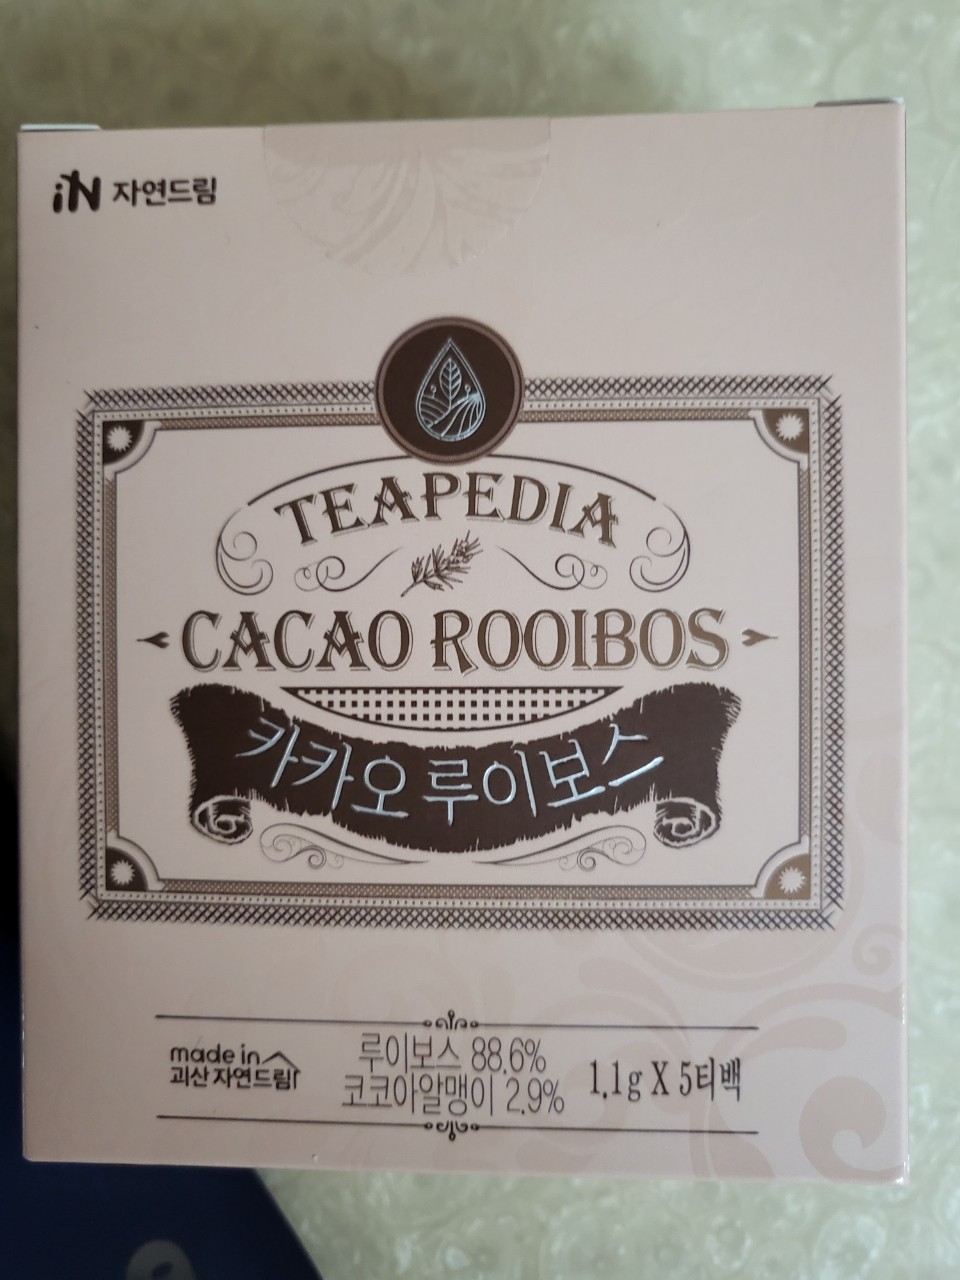 iN 자연드림
TEAPEDIA
CACAO ROOIBOS
카카오 루이보스
made in
괴산 자연드림
루이보스 88.6%
코코아알맹이 2.9%
1.1g X 5티백